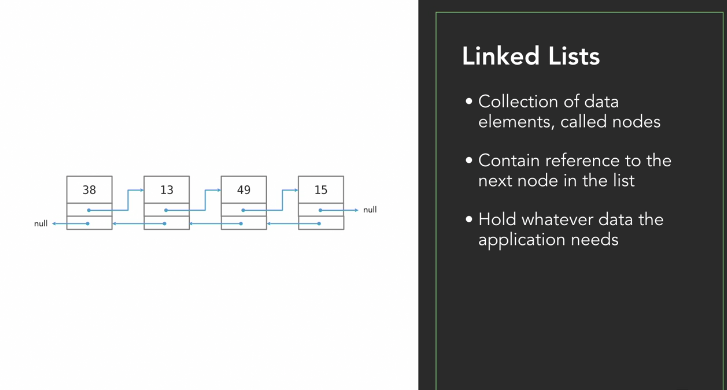 38 13 49 15
null
null
Linked Lists
• Collection of data
elements, called nodes
• Contain reference to the
next node in the list
• Hold whatever data the
application needs